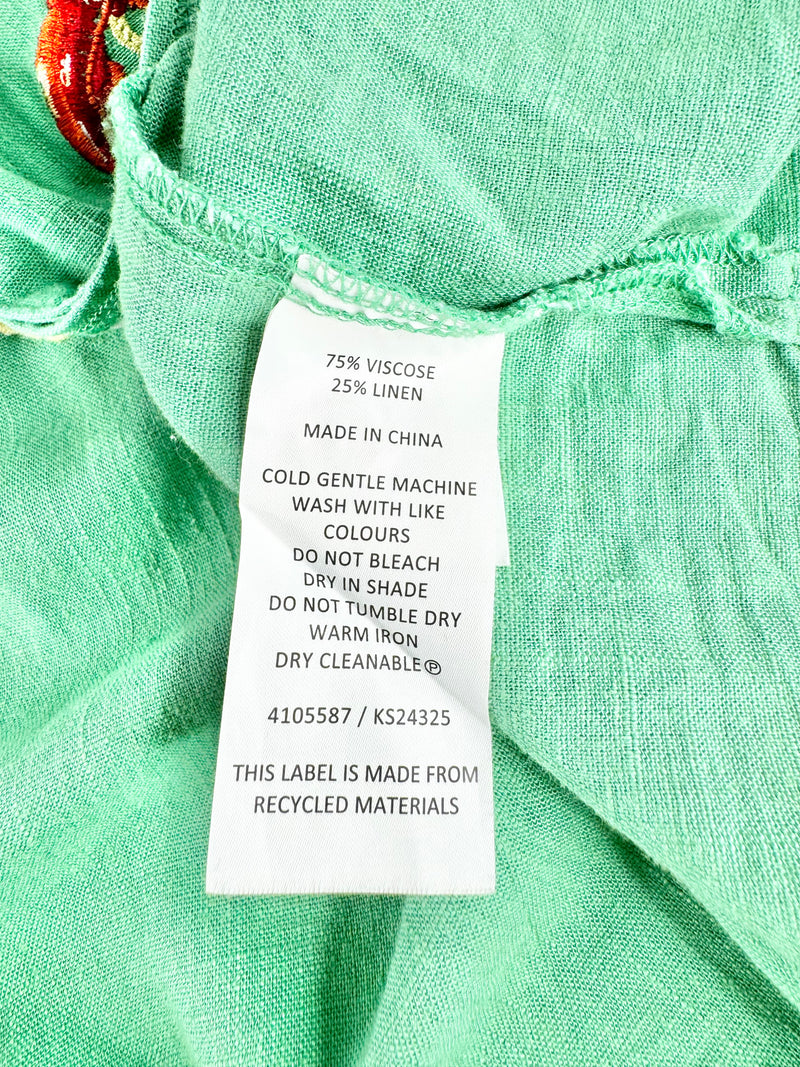 75% VISCOSE
25% LINEN
MADE IN CHINA
COLD GENTLE MACHINE
WASH WITH LIKE
COLOURS
DO NOT BLEACH
DRY IN SHADE
DO NOT TUMBLE DRY
WARM IRON
DRY CLEANABLE Ⓟ
4105587 / KS24325
THIS LABEL IS MADE FROM
RECYCLED MATERIALS